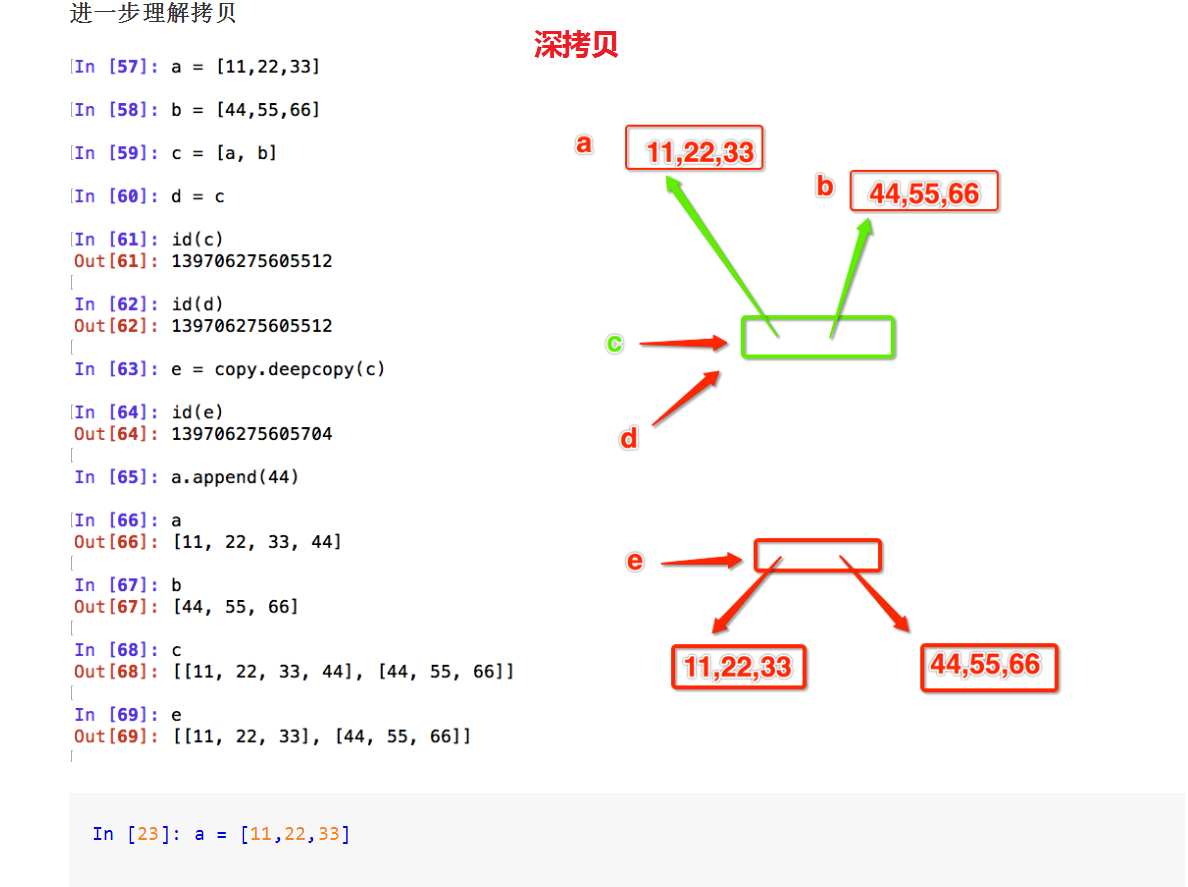 进一步理解拷贝
深拷贝
In [57]: a = [11,22,33]
In [58]: b = [44,55,66]
In [59]: c = [a, b]
In [60]: d = c
In [61]: id(c)
Out[61]: 139706275605512
In [62]: id(d)
Out[62]: 139706275605512
In [63]: e = copy.deepcopy(c)
In [64]: id(e)
Out[64]: 139706275605704
In [65]: a.append(44)
In [66]: a
Out[66]: [11, 22, 33, 44]
In [67]: b
Out[67]: [44, 55, 66]
In [68]: c
Out[68]: [[11, 22, 33, 44], [44, 55, 66]]
In [69]: e
Out[69]: [[11, 22, 33], [44, 55, 66]]
a 11,22,33
b 44,55,66
c
d
e
11,22,33 44,55,66
In [23]: a = [11,22,33]